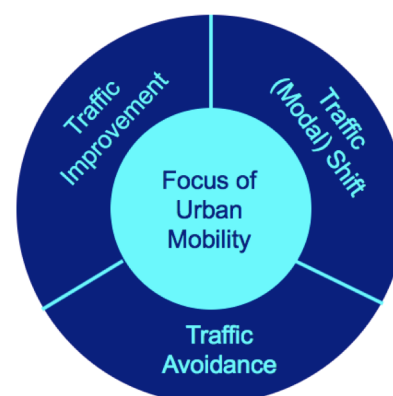 Traffic
Improvement
Traffic
(Modal) Shift
Focus of
Urban
Mobility
Traffic
Avoidance